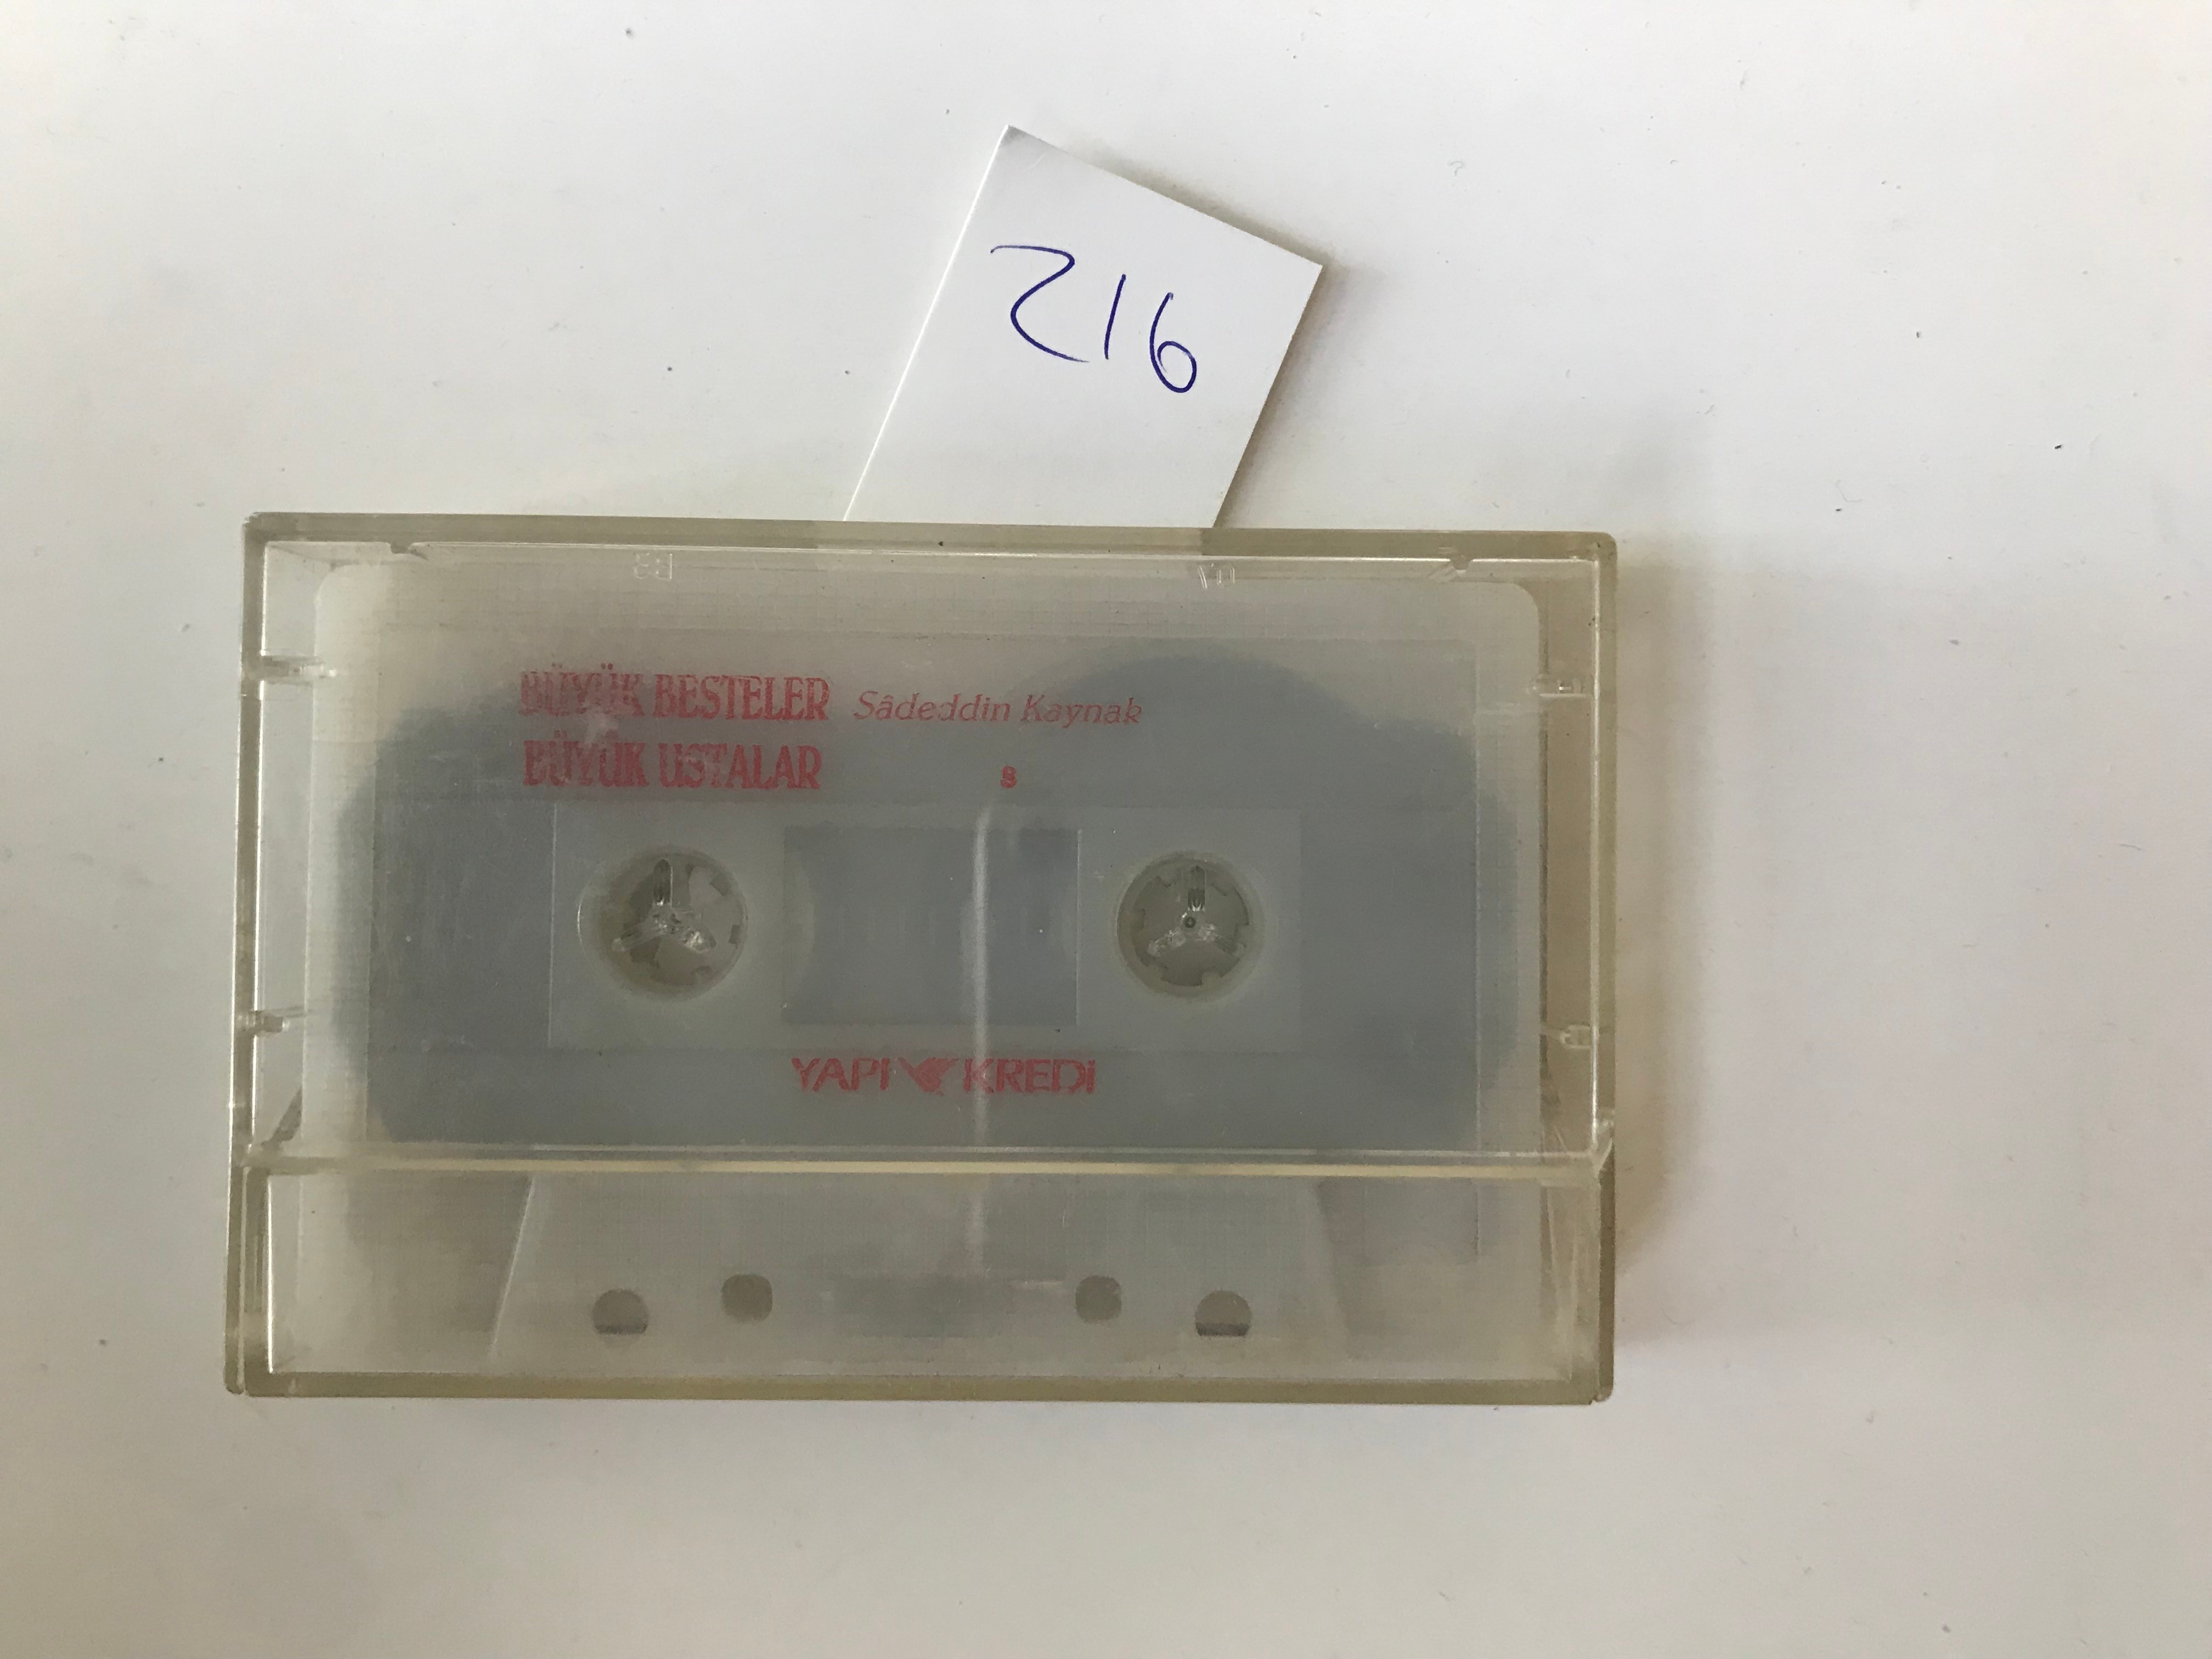 216
BÜYÜK BESTELER Sâdeddin Kaynak
BÜYÜK USTALAR 8
YAPI KREDİ